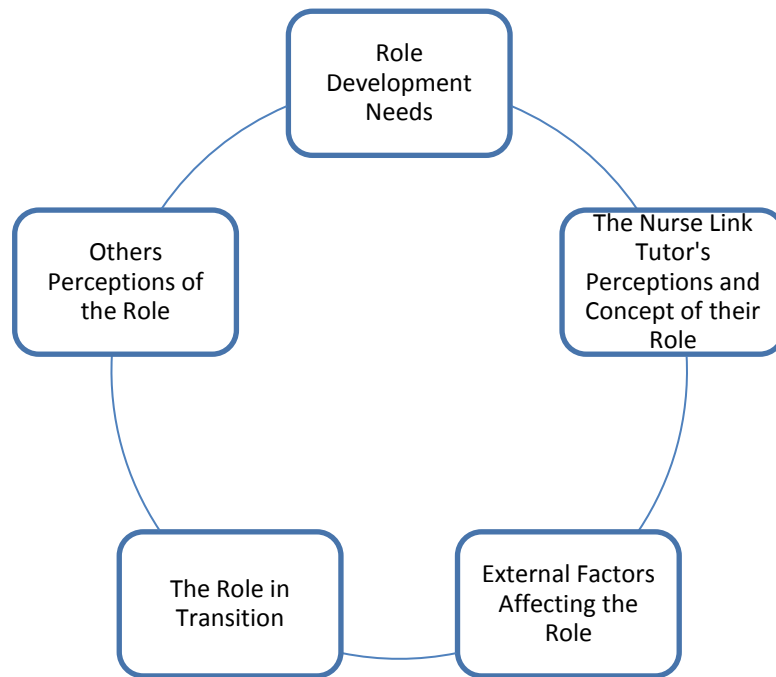 Role
Development
Needs
The Nurse Link
Tutor's
Perceptions and
Concept of their
Role
External Factors
Affecting the
Role
The Role in
Transition
Others
Perceptions of
the Role